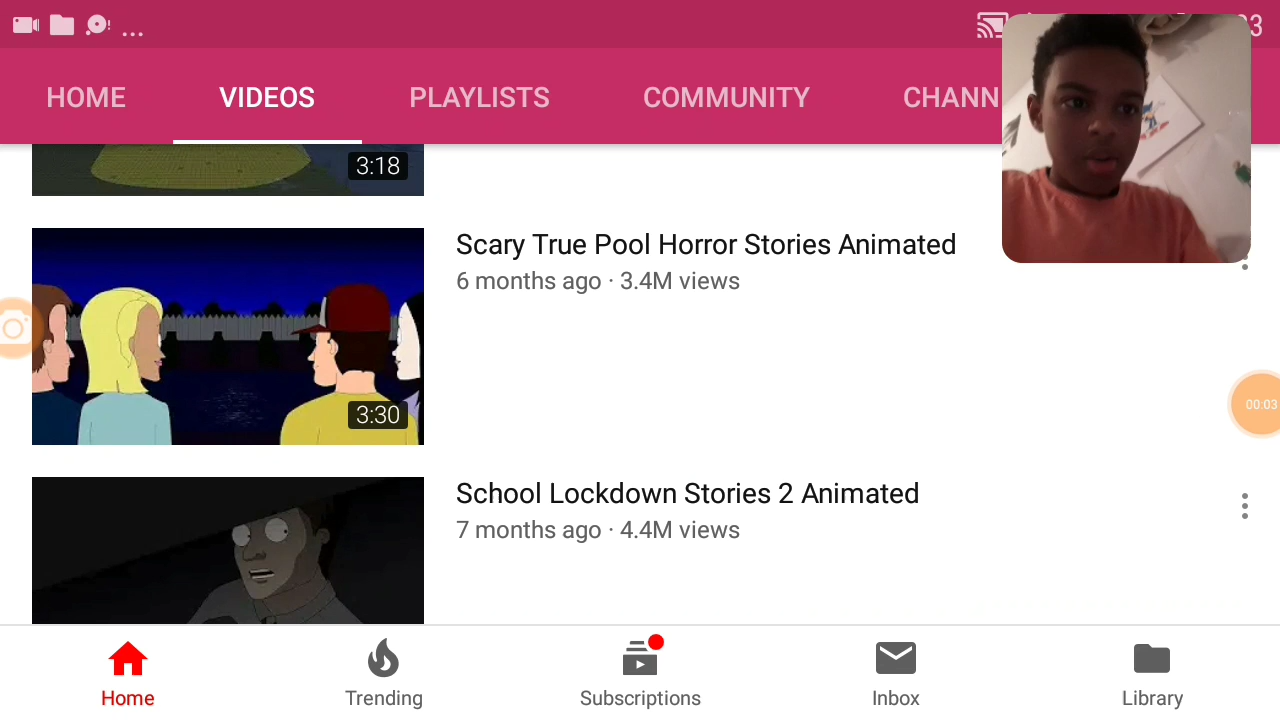 ...
HOME VIDEOS PLAYLISTS COMMUNITY CHANN
3:18
Scary True Pool Horror Stories Animated
6 months ago · 3.4M views
3:30
00:03
School Lockdown Stories 2 Animated
7 months ago · 4.4M views
Home Trending Subscriptions Inbox Library